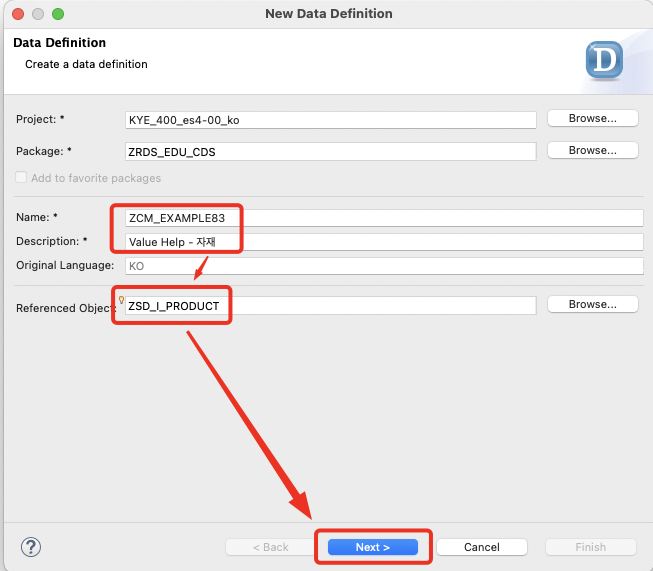 New Data Definition
Data Definition
Create a data definition
D
Project: * KYE_400_es4-00_ko Browse...
Package: * ZRDS_EDU_CDS Browse...
Add to favorite packages
Name: * ZCM_EXAMPLE83
Description: * Value Help - 자재
Original Language: KO
Referenced Object: ZSD_I_PRODUCT Browse...
? < Back Next > Cancel Finish